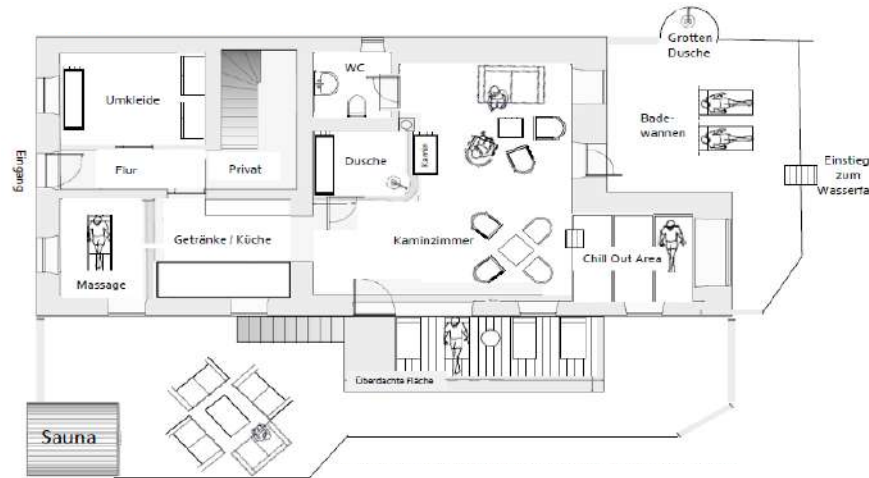 Grotten
Dusche
WC
Umkleide
Bade-
wannen
Eingang
Flur
Privat
Dusche
Kamin
Einstieg
zum
Wasserfa
Getränke / Küche
Kaminzimmer
Chill Out Area
Massage
Überdachte Fläche
Sauna